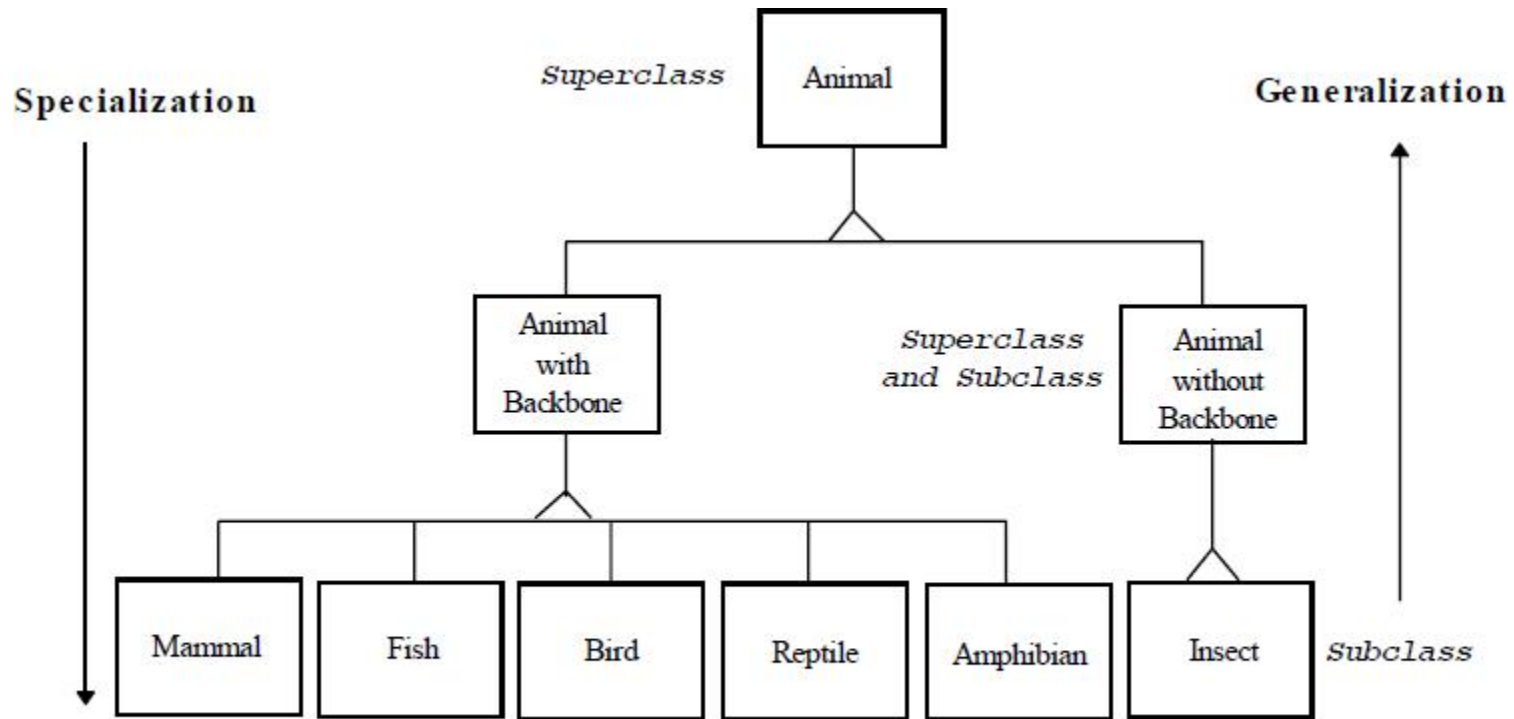 Superclass
Animal
Specialization
Generalization
Animal
with
Backbone
Superclass
and Subclass
Animal
without
Backbone
Mammal
Fish
Bird
Reptile
Amphibian
Insect
Subclass